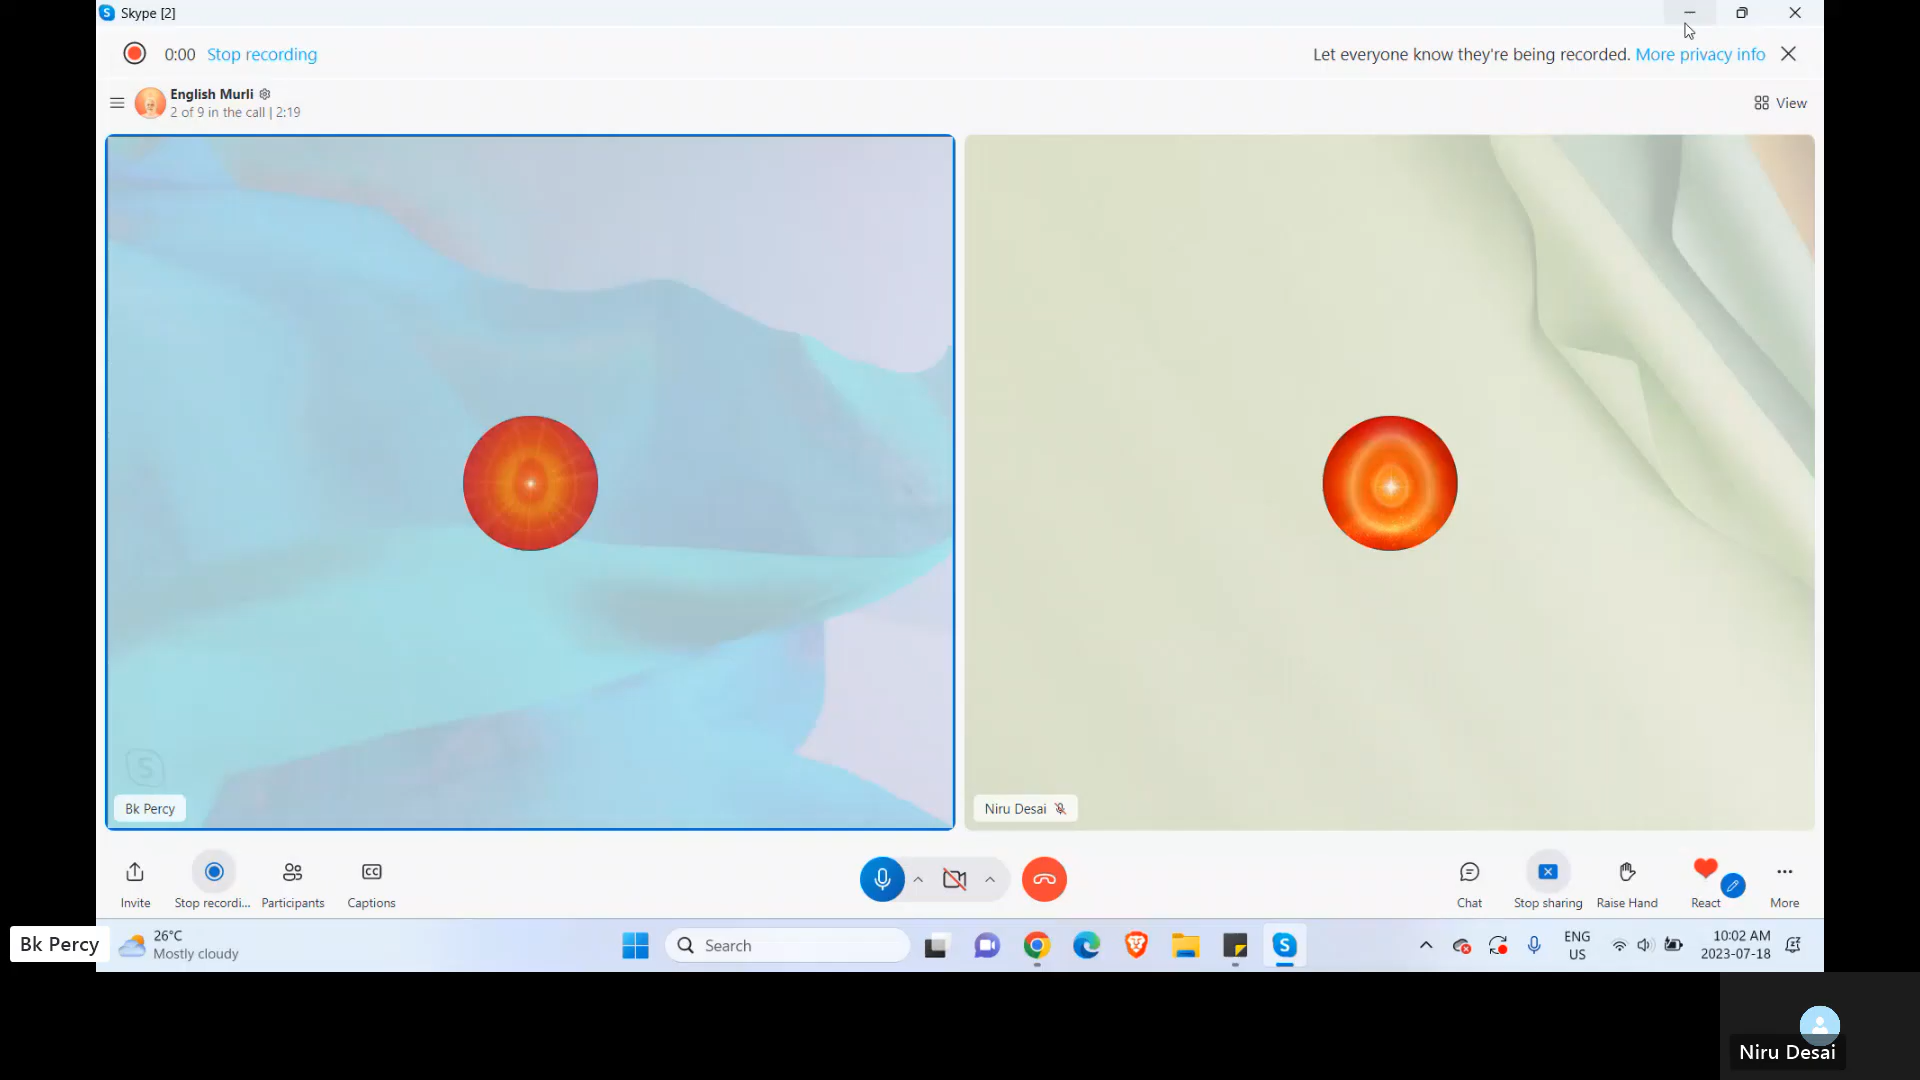 Skype [2]
0:00 Stop recording
Let everyone know they're being recorded. More privacy info
English Murli
2 of 9 in the call | 2:19
View
S
Bk Percy
Niru Desai
Invite
Stop recordi...
Participants
CC
Captions
Chat
Stop sharing
Raise Hand
React
More
Bk Percy
26°C
Mostly cloudy
Search
S
ENG
US
10:02 AM
2023-07-18
Niru Desai